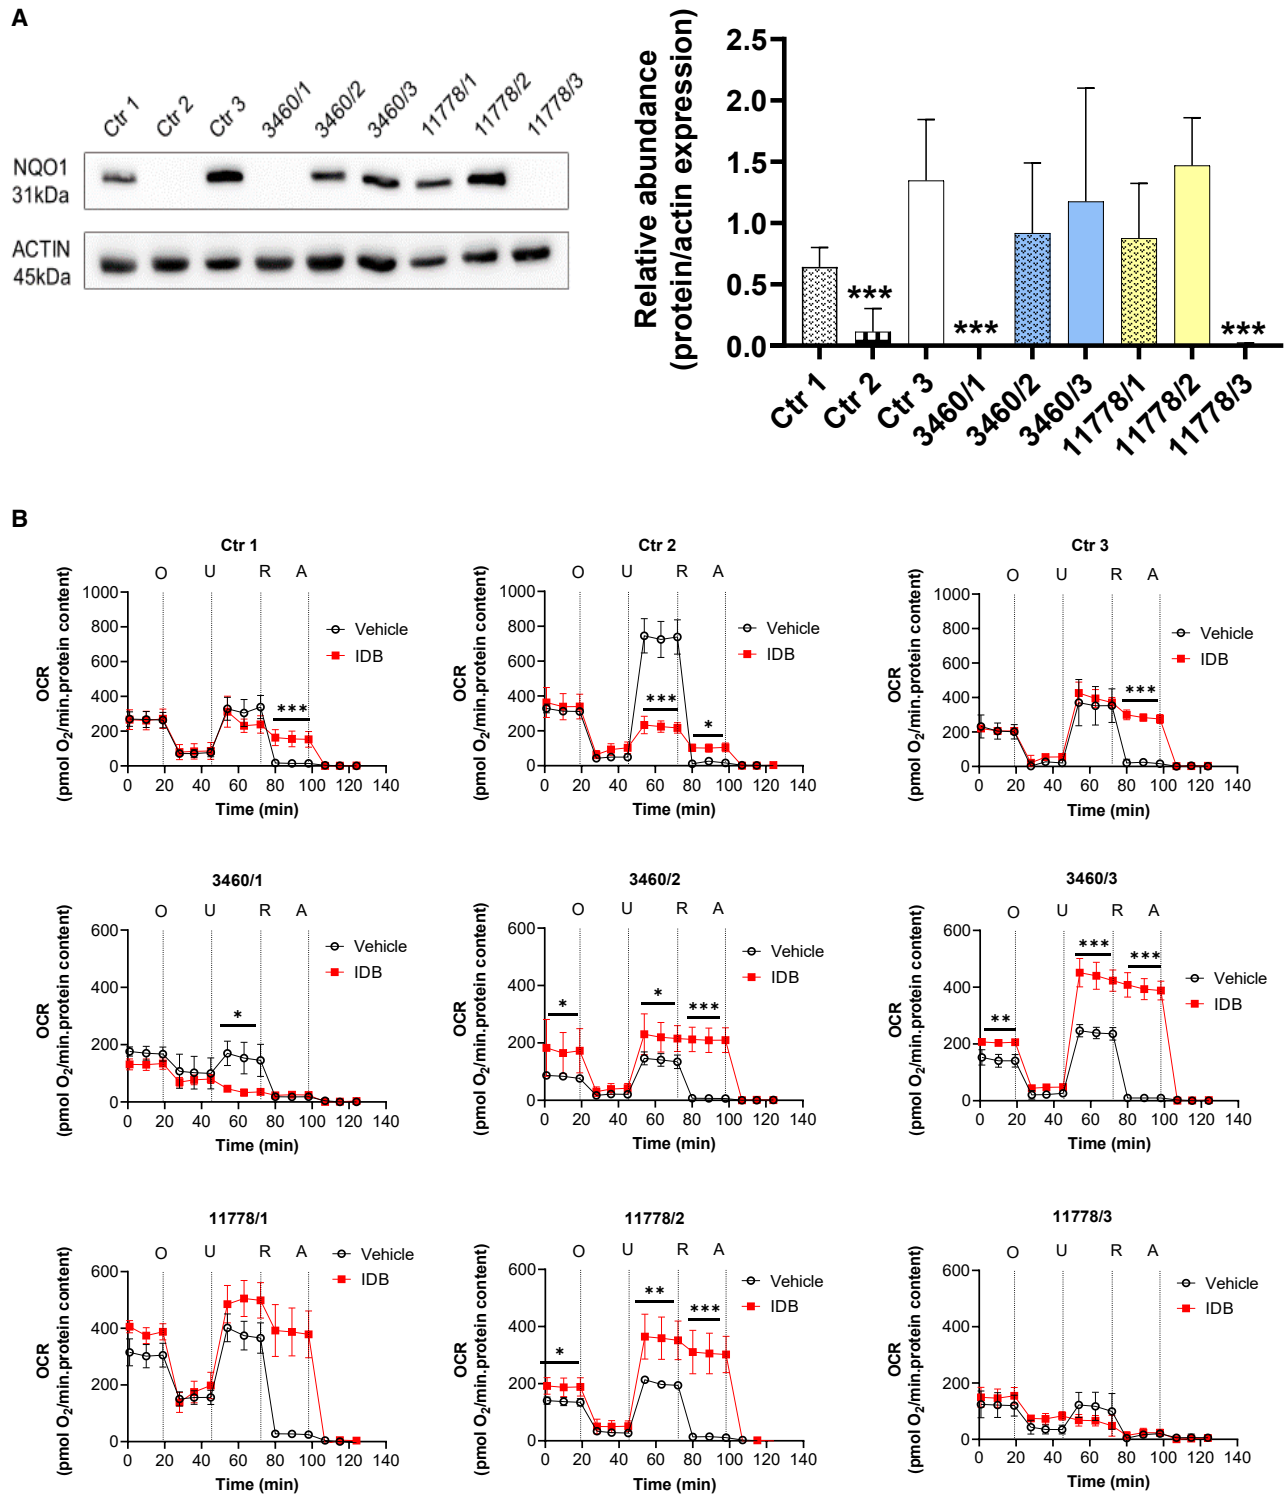 A
Ctr 1
Ctr 2
Ctr 3
3460/1
3460/2
3460/3
11778/1
11778/2
11778/3
NQO1
31kDa
ACTIN
45kDa
Relative abundance
(protein/actin expression)
2.5
2.0
1.5
1.0
0.5
0.0
***
***
***
Ctr 1
Ctr 2
Ctr 3
3460/1
3460/2
3460/3
11778/1
11778/2
11778/3
B
Ctr 1
O U R A
OCR
(pmol O2/min.protein content)
1000
800
600
400
200
0
***
Vehicle
IDB
0 20 40 60 80 100 120 140
Time (min)
Ctr 2
O U R A
OCR
(pmol O2/min.protein content)
1000
800
600
400
200
0
***
*
Vehicle
IDB
0 20 40 60 80 100 120 140
Time (min)
Ctr 3
O U R A
OCR
(pmol O2/min.protein content)
1000
800
600
400
200
0
***
Vehicle
IDB
0 20 40 60 80 100 120 140
Time (min)
3460/1
O U R A
OCR
(pmol O2/min.protein content)
600
400
200
0
*
Vehicle
IDB
0 20 40 60 80 100 120 140
Time (min)
3460/2
O U R A
OCR
(pmol O2/min.protein content)
600
400
200
0
*
*
***
Vehicle
IDB
0 20 40 60 80 100 120 140
Time (min)
3460/3
O U R A
OCR
(pmol O2/min.protein content)
600
400
200
0
**
***
***
Vehicle
IDB
0 20 40 60 80 100 120 140
Time (min)
11778/1
O U R A
OCR
(pmol O2/min.protein content)
600
400
200
0
Vehicle
IDB
0 20 40 60 80 100 120 140
Time (min)
11778/2
O U R A
OCR
(pmol O2/min.protein content)
600
400
200
0
*
**
***
Vehicle
IDB
0 20 40 60 80 100 120 140
Time (min)
11778/3
O U R A
OCR
(pmol O2/min.protein content)
600
400
200
0
Vehicle
IDB
0 20 40 60 80 100 120 140
Time (min)